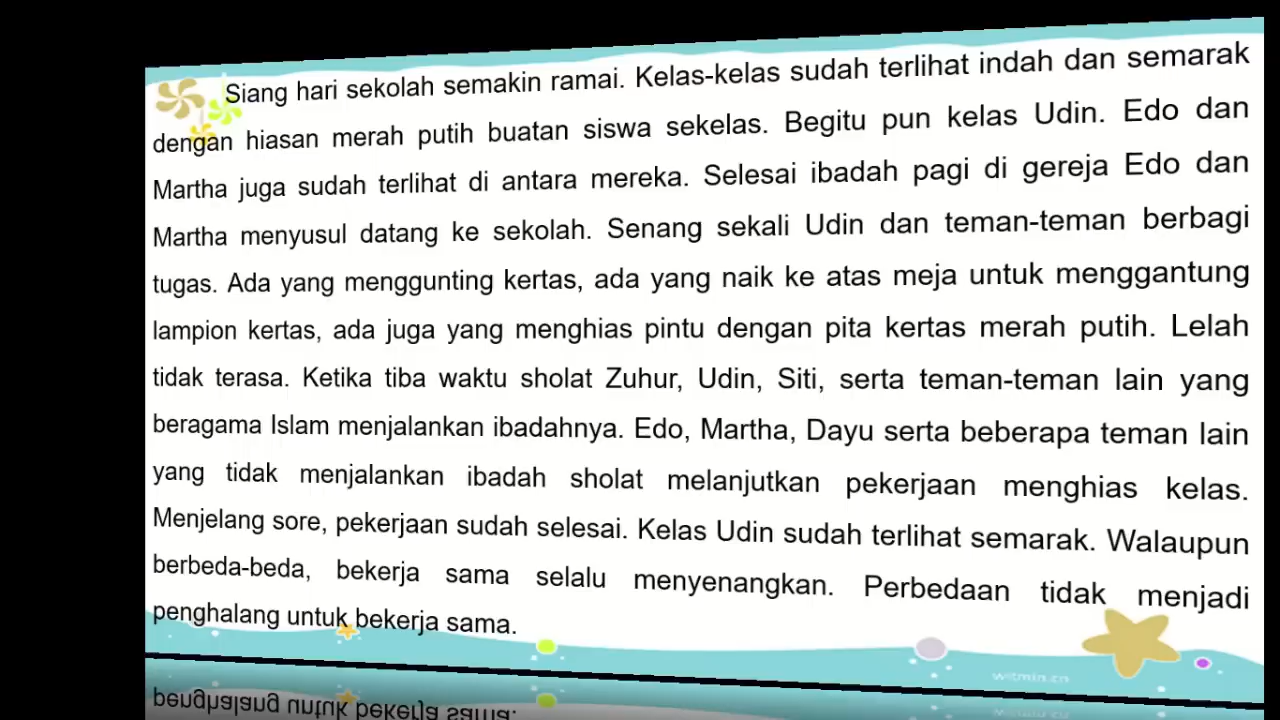 Siang hari sekolah semakin ramai. Kelas-kelas sudah terlihat indah dan semarak
dengan hiasan merah putih buatan siswa sekelas. Begitu pun kelas Udin. Edo dan
Martha juga sudah terlihat di antara mereka. Selesai ibadah pagi di gereja Edo dan
Martha menyusul datang ke sekolah. Senang sekali Udin dan teman-teman berbagi
tugas. Ada yang menggunting kertas, ada yang naik ke atas meja untuk menggantung
lampion kertas, ada juga yang menghias pintu dengan pita kertas merah putih. Lelah
tidak terasa. Ketika tiba waktu sholat Zuhur, Udin, Siti, serta teman-teman lain yang
beragama Islam menjalankan ibadahnya. Edo, Martha, Dayu serta beberapa teman lain
yang tidak menjalankan ibadah sholat melanjutkan pekerjaan menghias kelas.
Menjelang sore, pekerjaan sudah selesai. Kelas Udin sudah terlihat semarak. Walaupun
berbeda-beda, bekerja sama selalu menyenangkan. Perbedaan tidak menjadi
penghalang untuk bekerja sama.